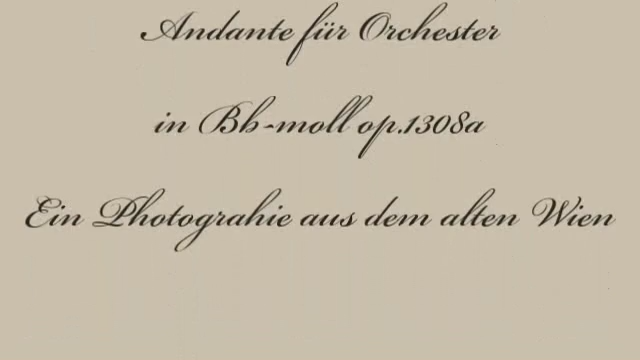 Andante für Orchester
in Bb-moll op.1308a
Ein Photograhie aus dem alten Wien